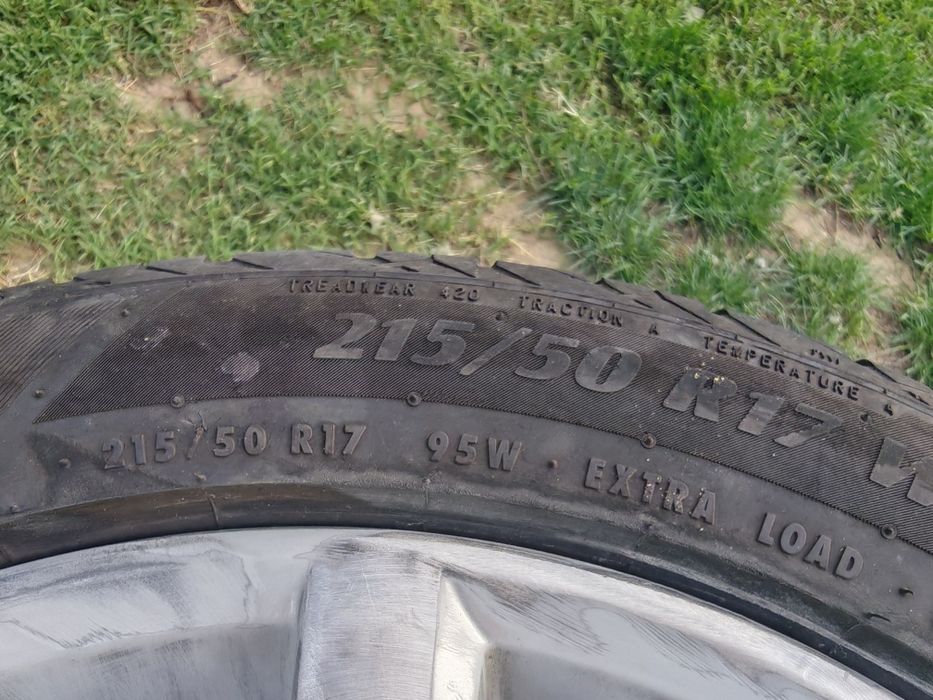 TREADWEAR 420 TRACTION A TEMPERATURE A
215/50 R17 W
215/50 R17 95W EXTRA LOAD